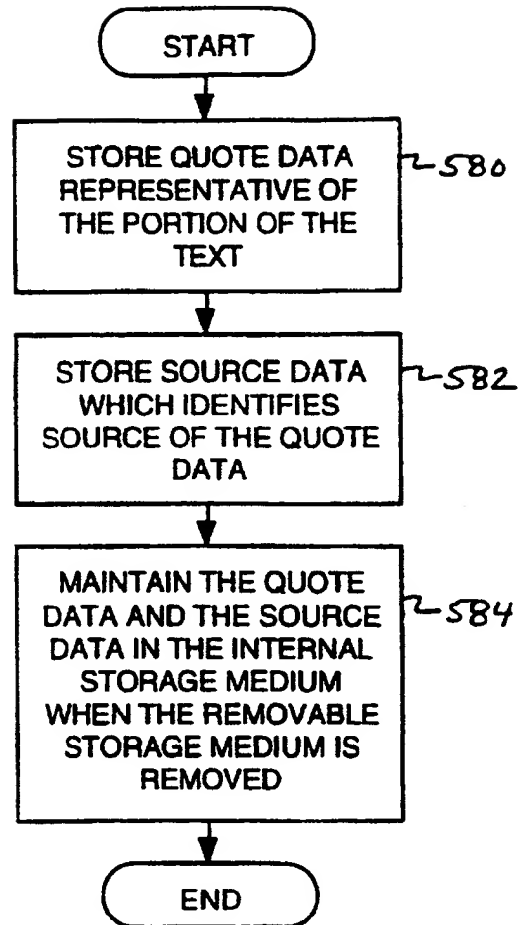 START
STORE QUOTE DATA
REPRESENTATIVE OF
THE PORTION OF THE
TEXT
580
STORE SOURCE DATA
WHICH IDENTIFIES
SOURCE OF THE QUOTE
DATA
582
MAINTAIN THE QUOTE
DATA AND THE SOURCE
DATA IN THE INTERNAL
STORAGE MEDIUM
WHEN THE REMOVABLE
STORAGE MEDIUM IS
REMOVED
584
END